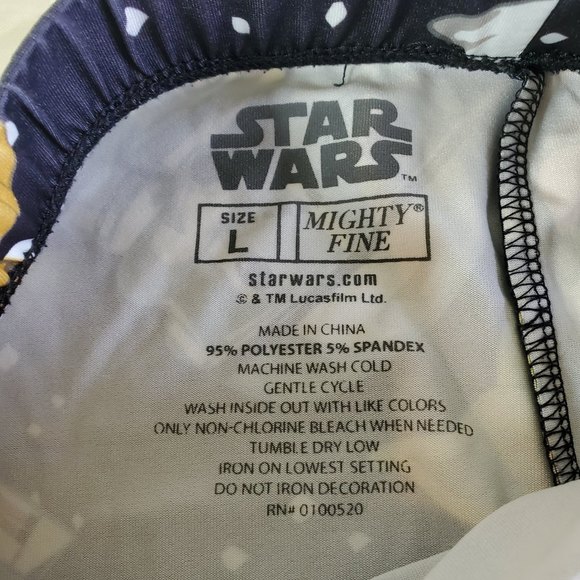 STAR
WARS™
SIZE
L
MIGHTY®
FINE
starwars.com
© & TM Lucasfilm Ltd.
MADE IN CHINA
95% POLYESTER 5% SPANDEX
MACHINE WASH COLD
GENTLE CYCLE
WASH INSIDE OUT WITH LIKE COLORS
ONLY NON-CHLORINE BLEACH WHEN NEEDED
TUMBLE DRY LOW
IRON ON LOWEST SETTING
DO NOT IRON DECORATION
RN# 0100520